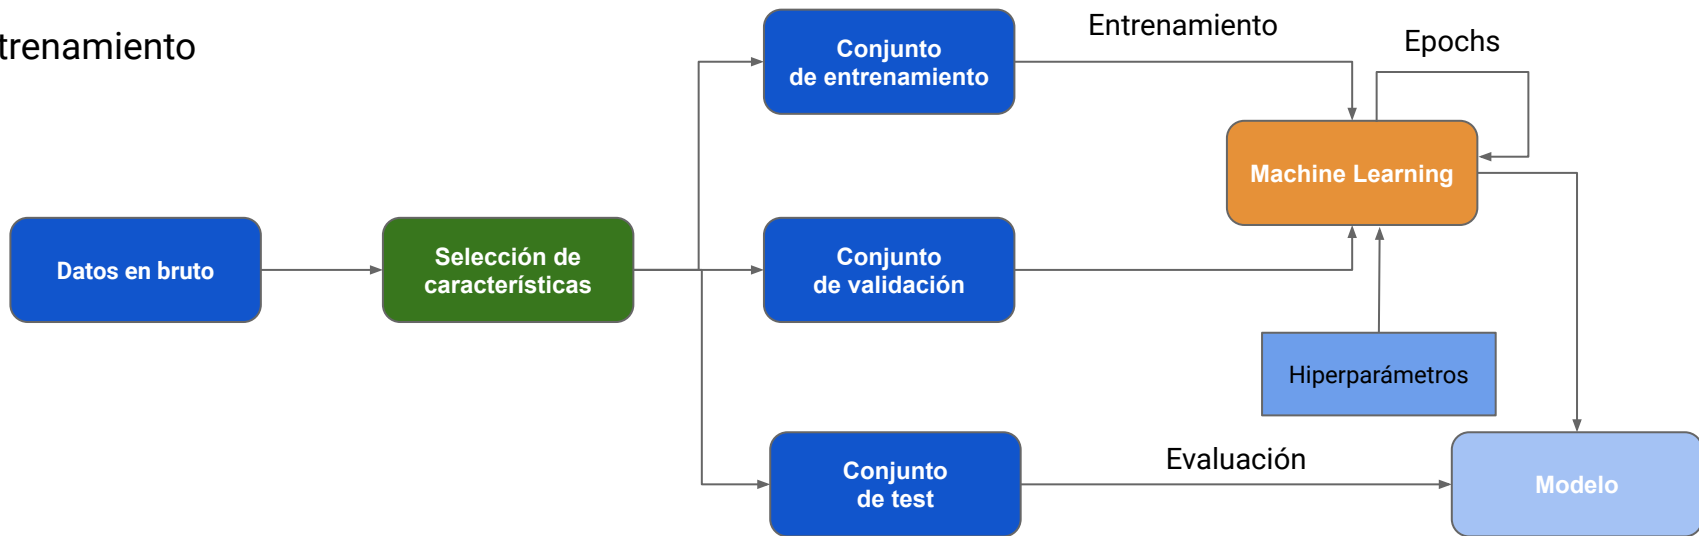 trenamiento
Conjunto
de entrenamiento
Entrenamiento
Epochs
Machine Learning
Datos en bruto
Selección de
características
Conjunto
de validación
Hiperparámetros
Conjunto
de test
Evaluación
Modelo